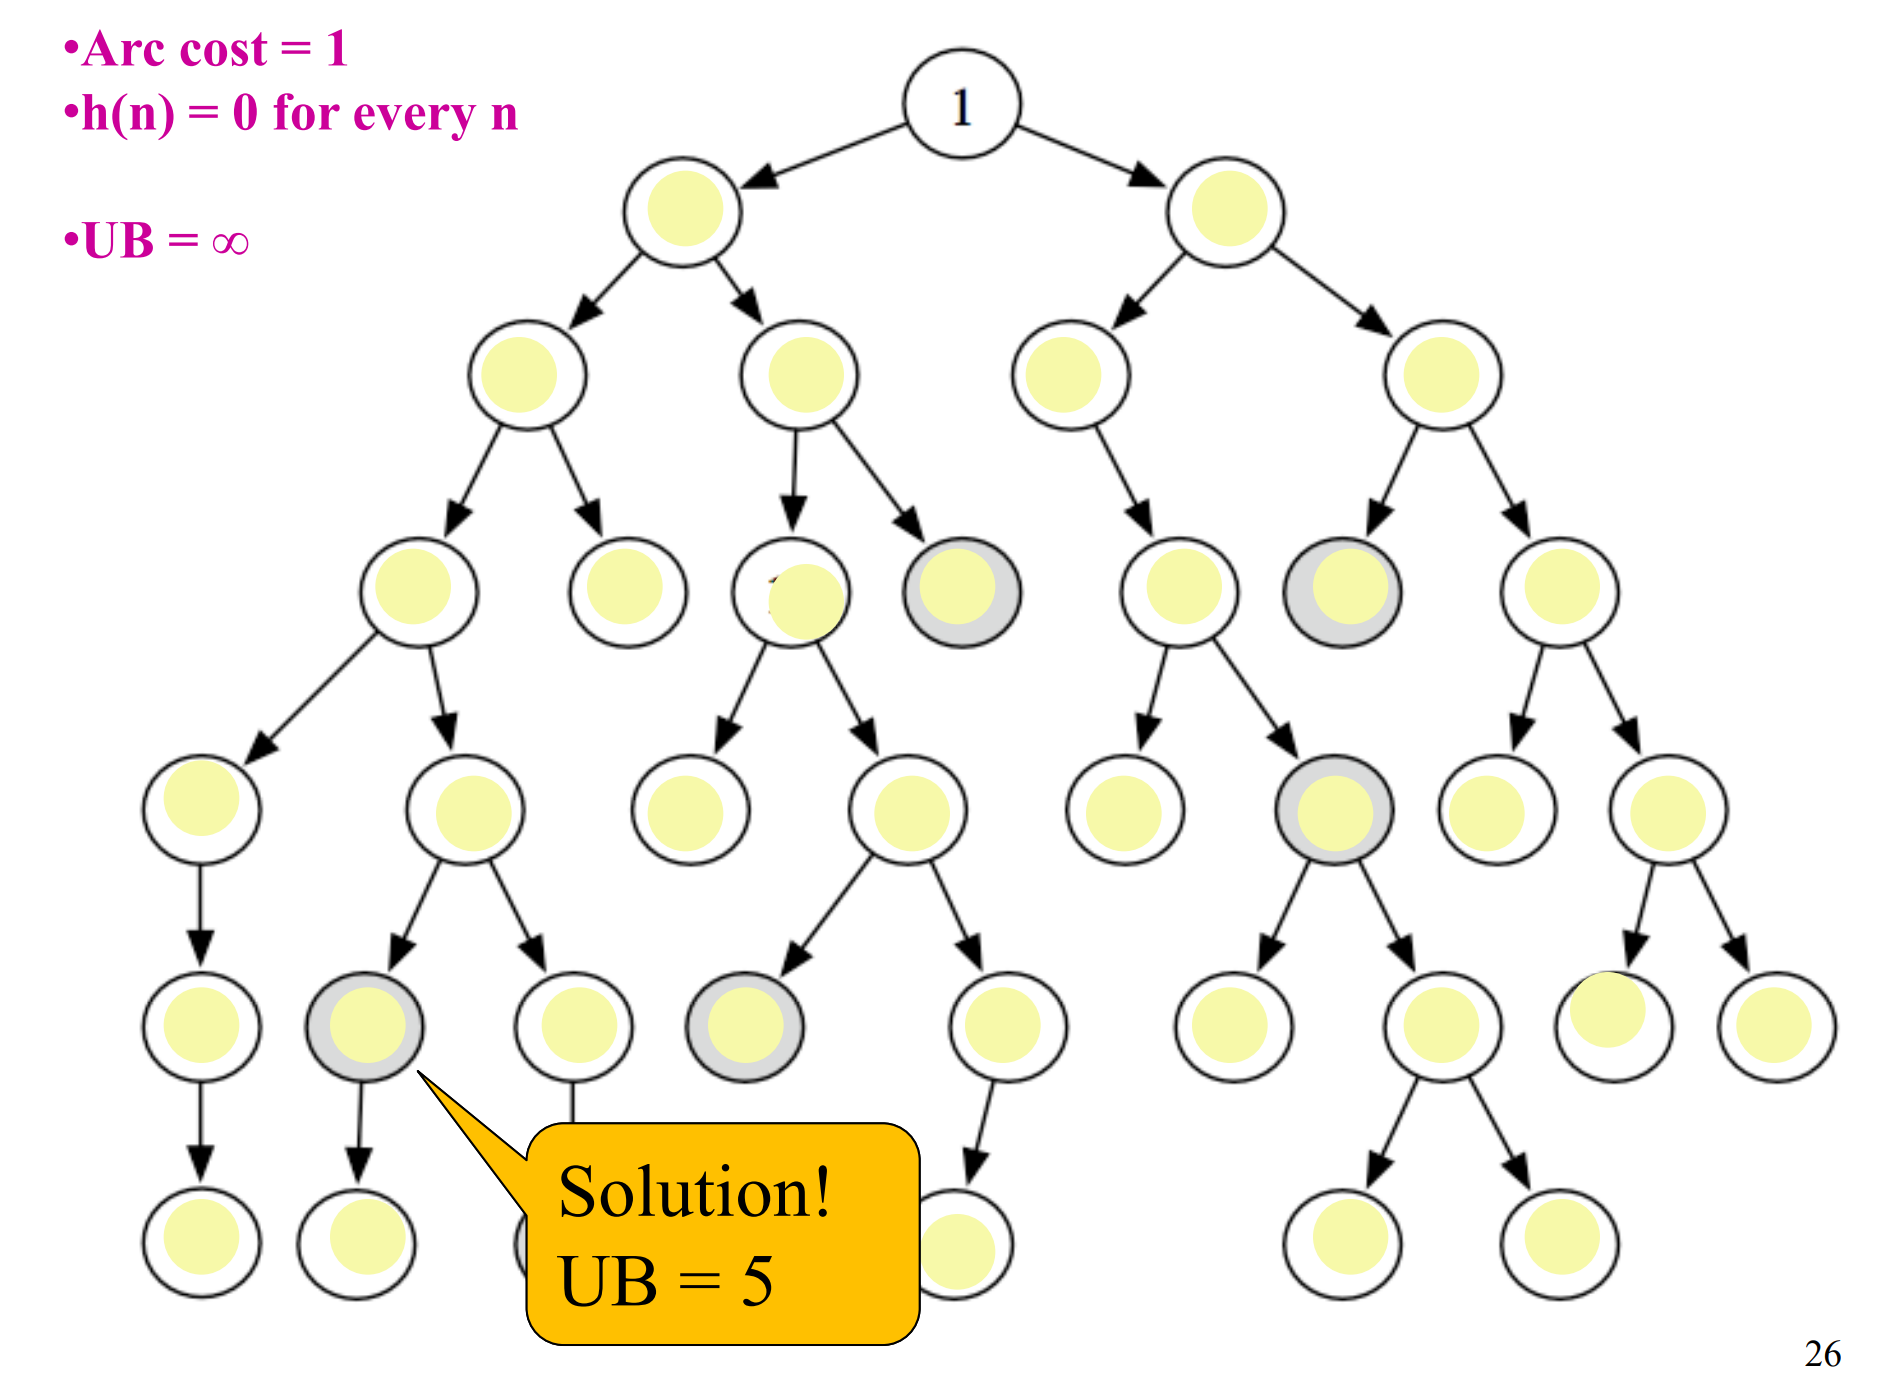 •Arc cost = 1
•h(n) = 0 for every n
•UB = ∞
1
Solution!
UB = 5
26